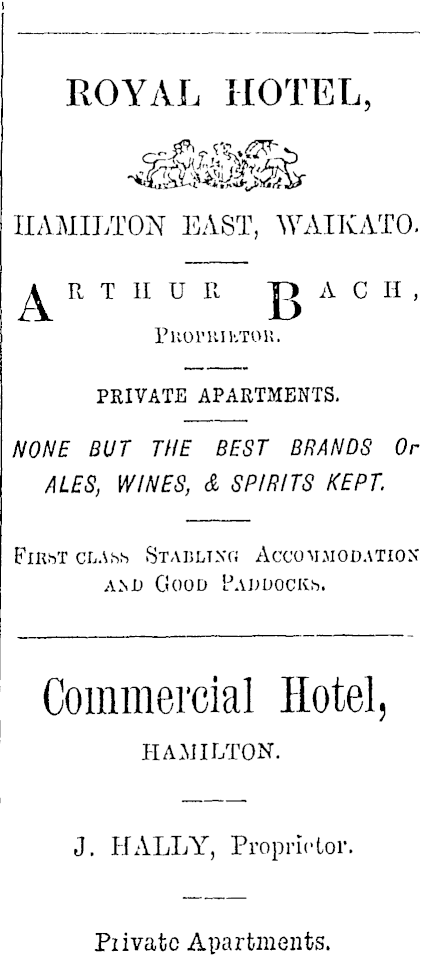 ROYAL HOTEL,
HAMILTON EAST, WAIKATO.
ARTHUR BACH,
PROPRIETOR.
PRIVATE APARTMENTS.
NONE BUT THE BEST BRANDS Or
ALES, WINES, & SPIRITS KEPT.
FIRST CLASS STABLING ACCOMMODATION
AND GOOD PADDOCKS.
Commercial Hotel,
HAMILTON.
J. HALLY, Proprietor.
Private Apartments.